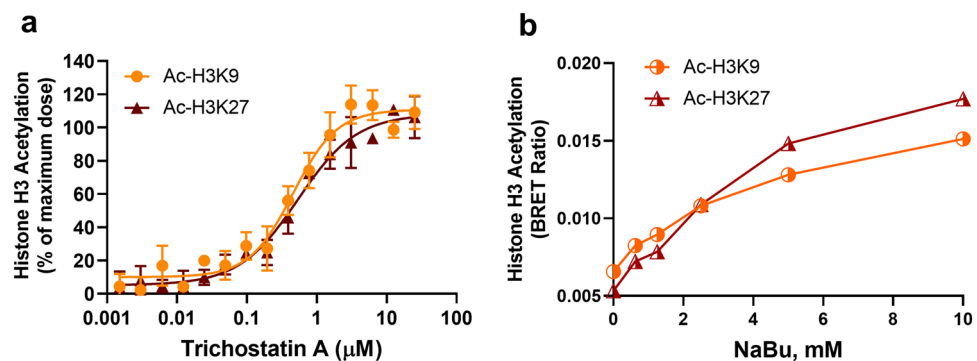 a
Histone H3 Acetylation
(% of maximum dose)
140
120
100
80
60
40
20
0
Ac-H3K9
Ac-H3K27
0.001 0.01 0.1 1 10 100
Trichostatin A (μM)
b
Histone H3 Acetylation
(BRET Ratio)
0.020
0.015
0.010
0.005
Ac-H3K9
Ac-H3K27
0 2 4 6 8 10
NaBu, mM